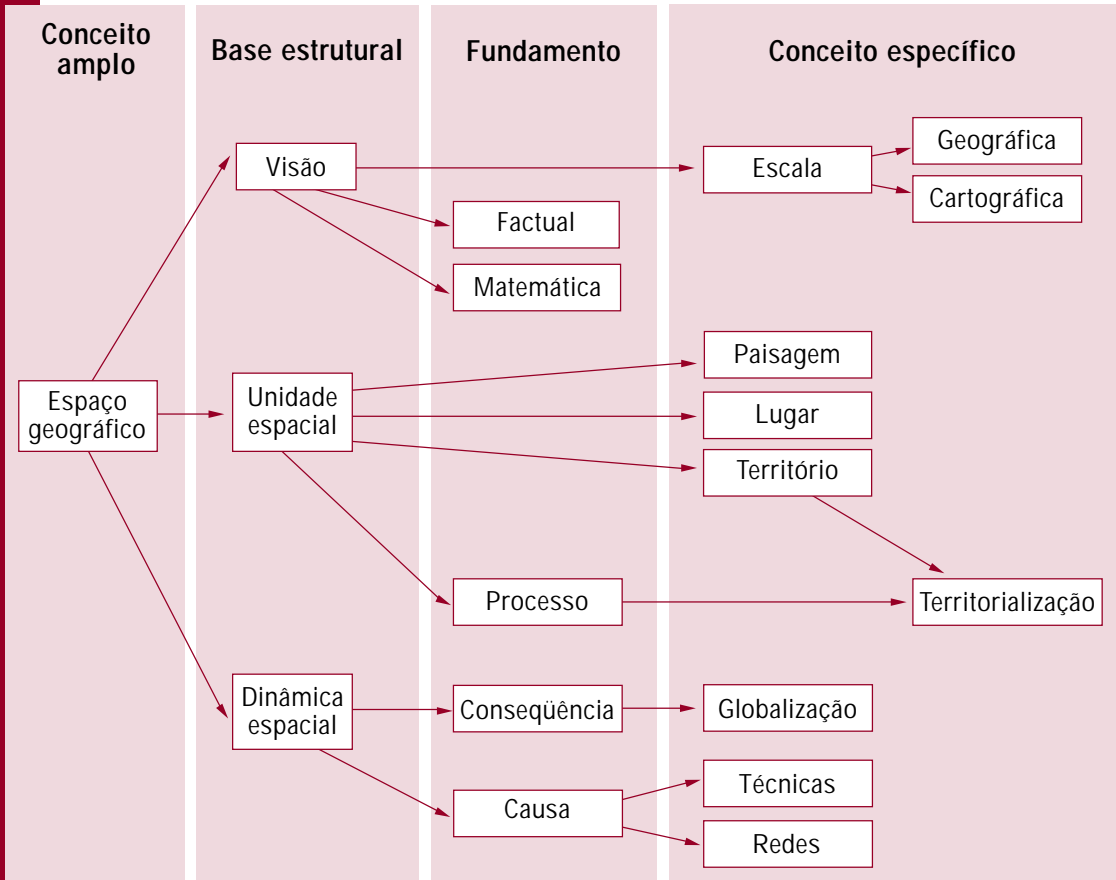 Conceito
amplo
Base estrutural
Fundamento
Conceito específico
Visão
Escala
Geográfica
Cartográfica
Factual
Matemática
Espaço
geográfico
Unidade
espacial
Paisagem
Lugar
Território
Processo
Territorialização
Dinâmica
espacial
Conseqüência
Globalização
Causa
Técnicas
Redes